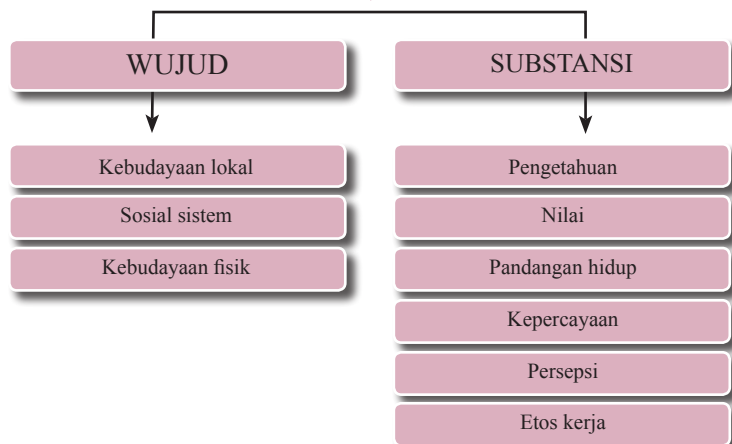 WUJUD
SUBSTANSI
Kebudayaan lokal
Sosial sistem
Kebudayaan fisik
Pengetahuan
Nilai
Pandangan hidup
Kepercayaan
Persepsi
Etos kerja